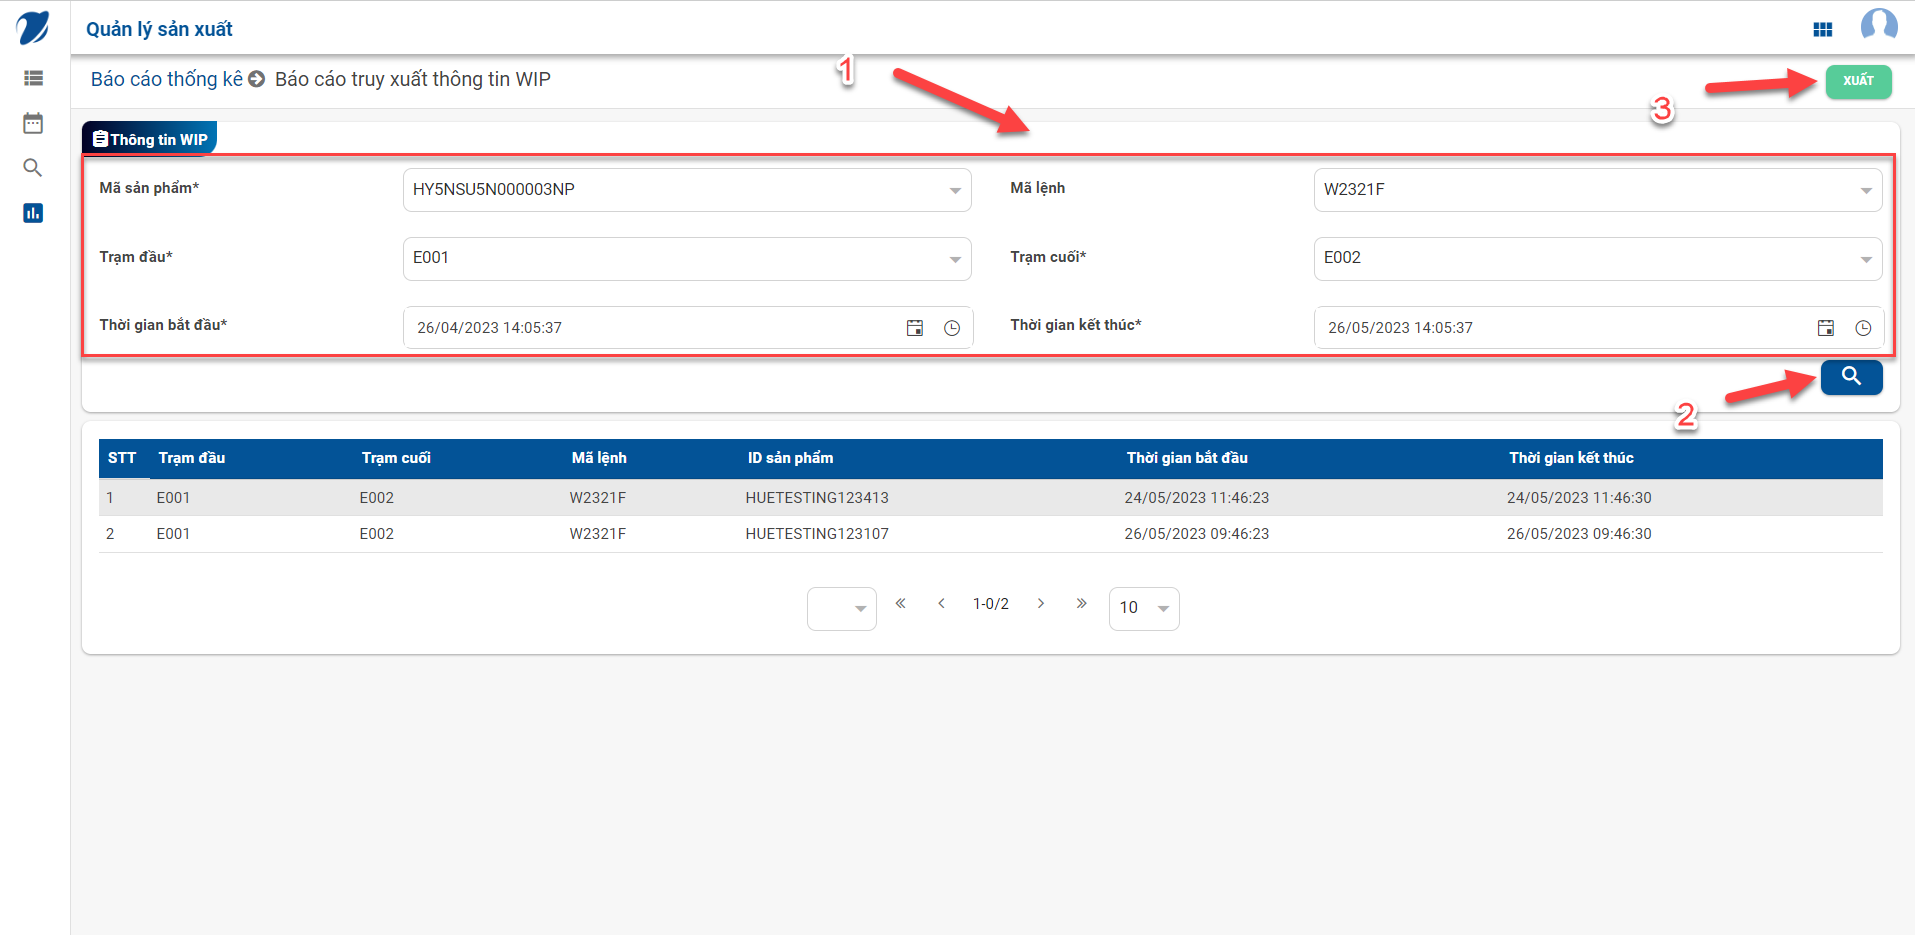 Quản lý sản xuất
Báo cáo thống kê Báo cáo truy xuất thông tin WIP
1
XUẤT
3
Thông tin WIP
Mã sản phẩm* HY5NSU5N000003NP Mã lệnh W2321F
Trạm đầu* E001 Trạm cuối* E002
Thời gian bắt đầu* 26/04/2023 14:05:37 Thời gian kết thúc* 26/05/2023 14:05:37
2
STT Trạm đầu Trạm cuối Mã lệnh ID sản phẩm Thời gian bắt đầu Thời gian kết thúc
1 E001 E002 W2321F HUETESTING123413 24/05/2023 11:46:23 24/05/2023 11:46:30
2 E001 E002 W2321F HUETESTING123107 26/05/2023 09:46:23 26/05/2023 09:46:30
1-0/2 10